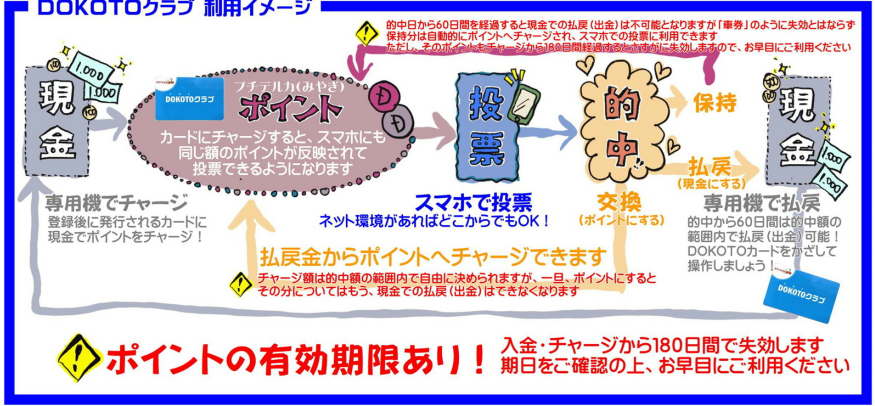 DOKOTOクラブ 利用イメージ
的中日から60日間を経過すると現金での払戻(出金)は不可能となりますが「車券」のように失効とはならず
保持分は自動的にポイントへチャージされ、スマホでの投票に利用できます
ただし、そのポイントもチャージから180日間経過するとさすがに失効しますので、お早目にご利用ください
現金
1,000
1,000
DOKOTOクラブ
プチデルカ(みやき)
ポイント
カードにチャージすると、スマホにも
同じ額のポイントが反映されて
投票できるようになります
投票
的中
保持
払戻
(現金にする)
現金
1,000
1,000
専用機でチャージ
登録後に発行されるカードに
現金でポイントをチャージ!
スマホで投票
ネット環境があればどこからでもOK!
交換
(ポイントにする)
専用機で払戻
的中から60日間は的中額の
範囲内で払戻(出金)可能!
DOKOTOカードをかざして
操作しましょう!
DOKOTOクラブ
払戻金からポイントへチャージできます
チャージ額は的中額の範囲内で自由に決められますが、一旦、ポイントにすると
その分についてはもう、現金での払戻(出金)はできなくなります
ポイントの有効期限あり!
入金・チャージから180日間で失効します
期日をご確認の上、お早目にご利用ください